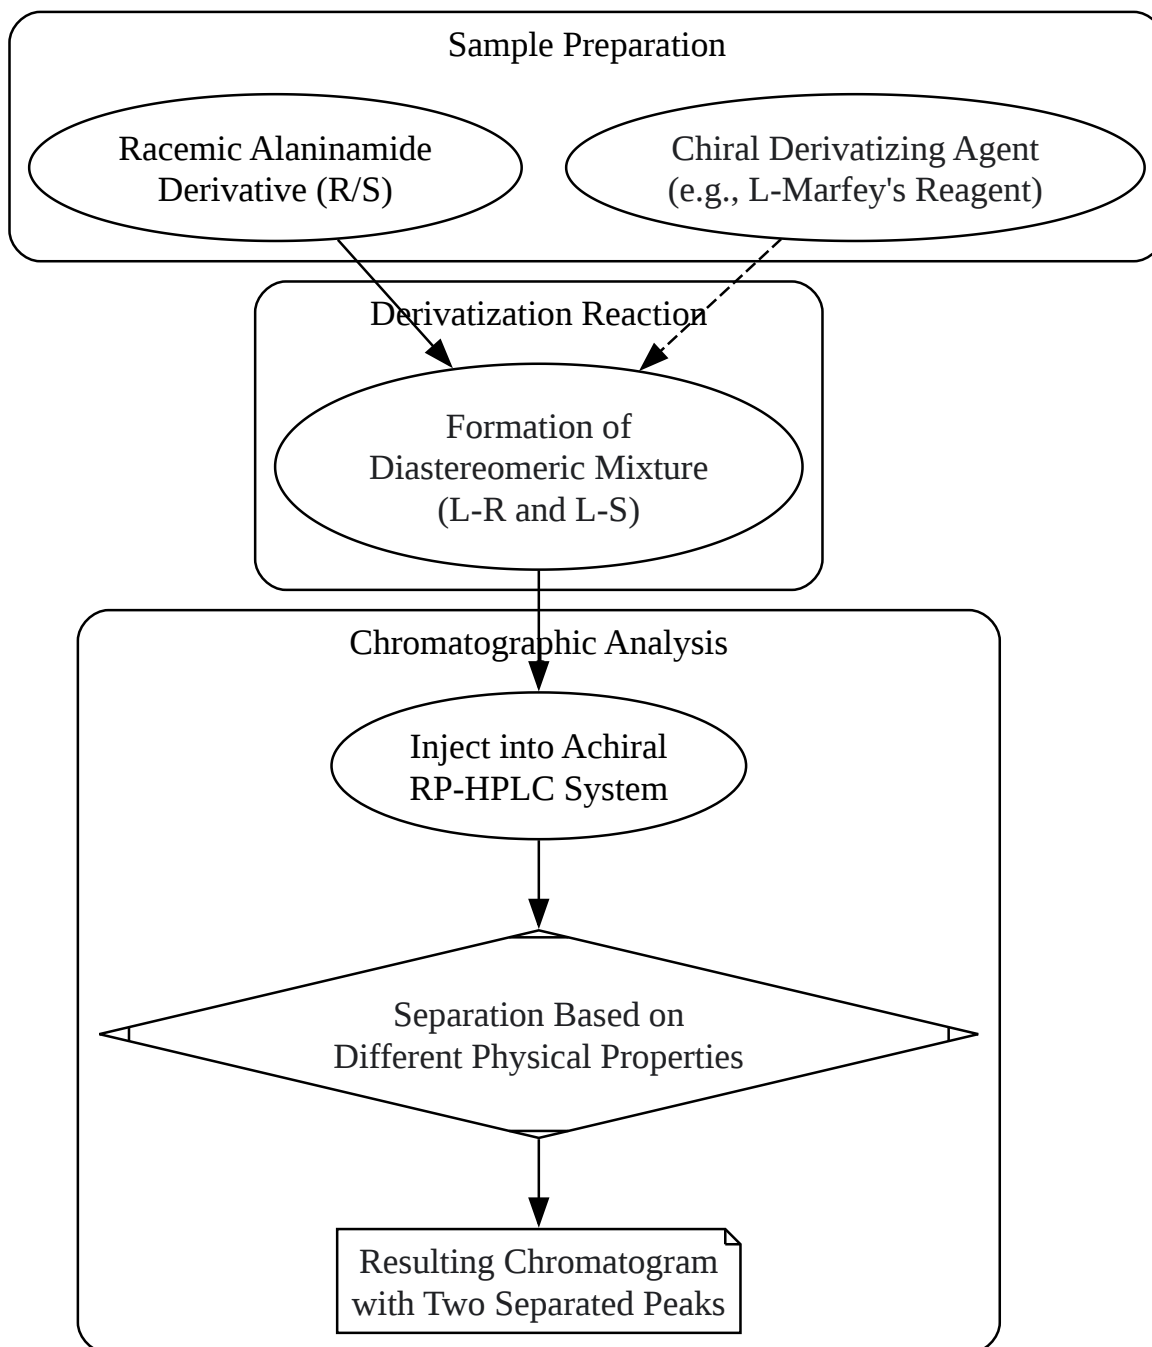 Sample Preparation
Racemic Alaninamide
Derivative (R/S)
Chiral Derivatizing Agent
(e.g., L-Marfey's Reagent)
Derivatization Reaction
Formation of
Diastereomeric Mixture
(L-R and L-S)
Chromatographic Analysis
Inject into Achiral
RP-HPLC System
Separation Based on
Different Physical Properties
Resulting Chromatogram
with Two Separated Peaks